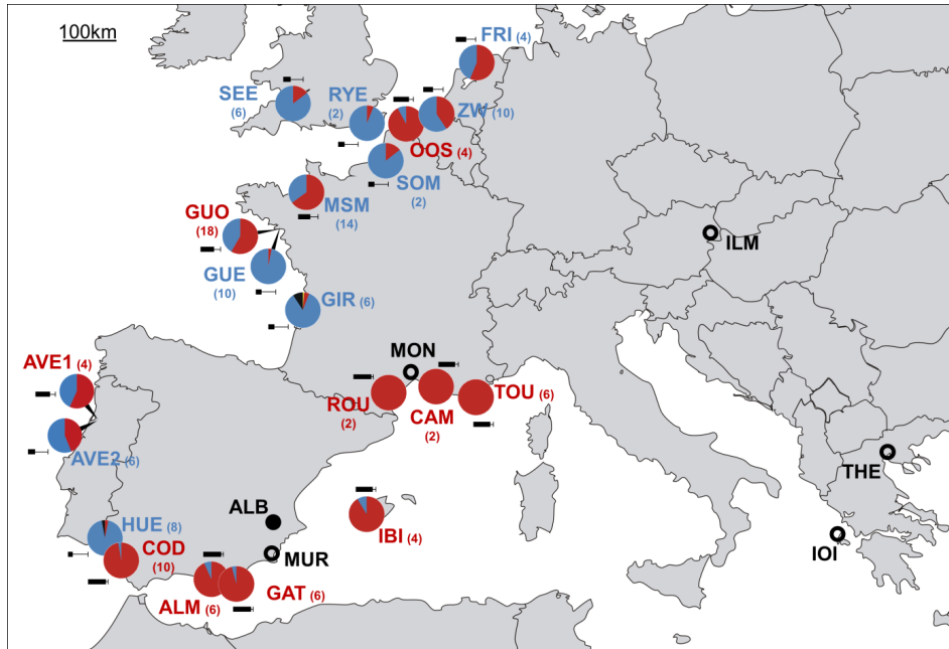 100km
FRI (4)
SEE
(6)
RYE
(2)
ZW (10)
OOS (4)
SOM
(2)
MSM
(14)
GUO
(18)
GUE
(10)
GIR (6)
ILM
MON
AVE1 (4)
ROU
(2)
CAM
(2)
TOU (6)
AVE2 (6)
THE
ALB
IBI (4)
HUE (8)
COD
(10)
MUR
IOI
ALM (6)
GAT (6)